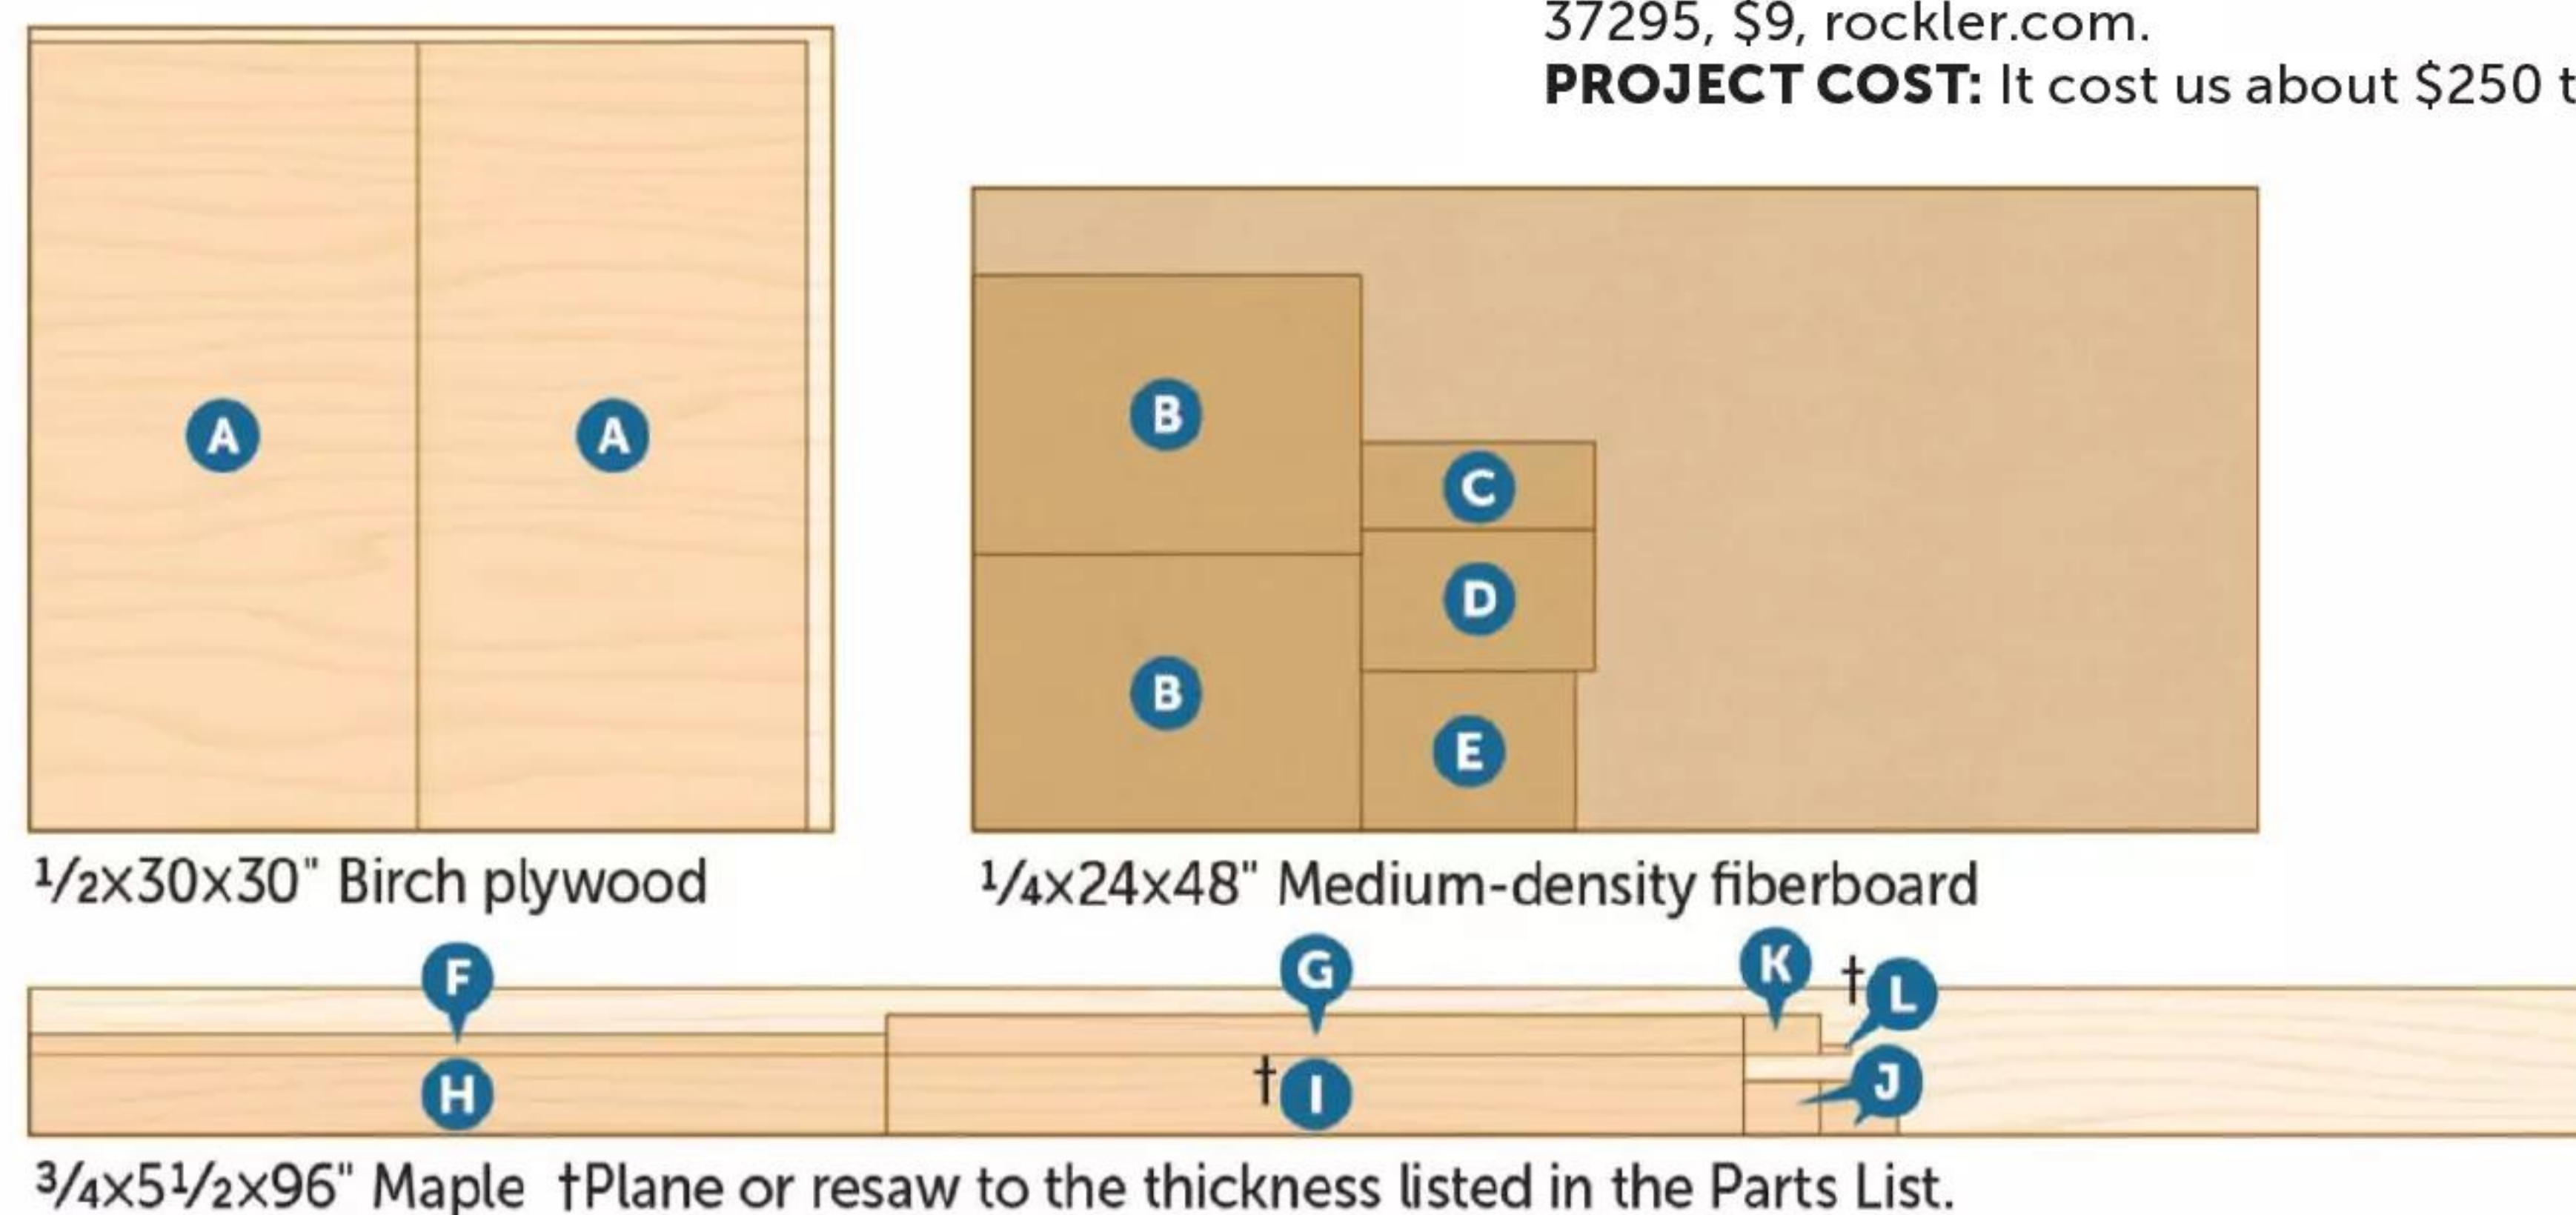 37295, $9, rockler.com.
PROJECT COST: It cost us about $250 t
A
A
B
C
D
B
E
½x30x30" Birch plywood
¼x24x48" Medium-density fiberboard
F
G
K
† L
H
† I
J
¾x5½x96" Maple †Plane or resaw to the thickness listed in the Parts List.